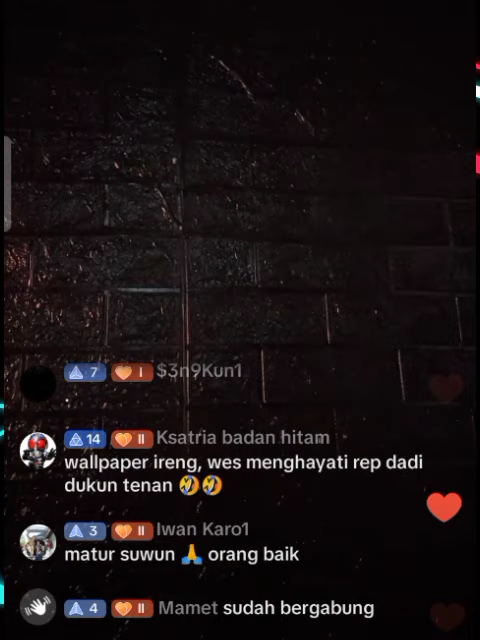 7 I $3n9Kun1
14 II Ksatria badan hitam
wallpaper ireng, wes menghayati rep dadi
dukun tenan 🤣🤣
3 II Iwan Karo1
matur suwun 🙏 orang baik
4 II Mamet sudah bergabung